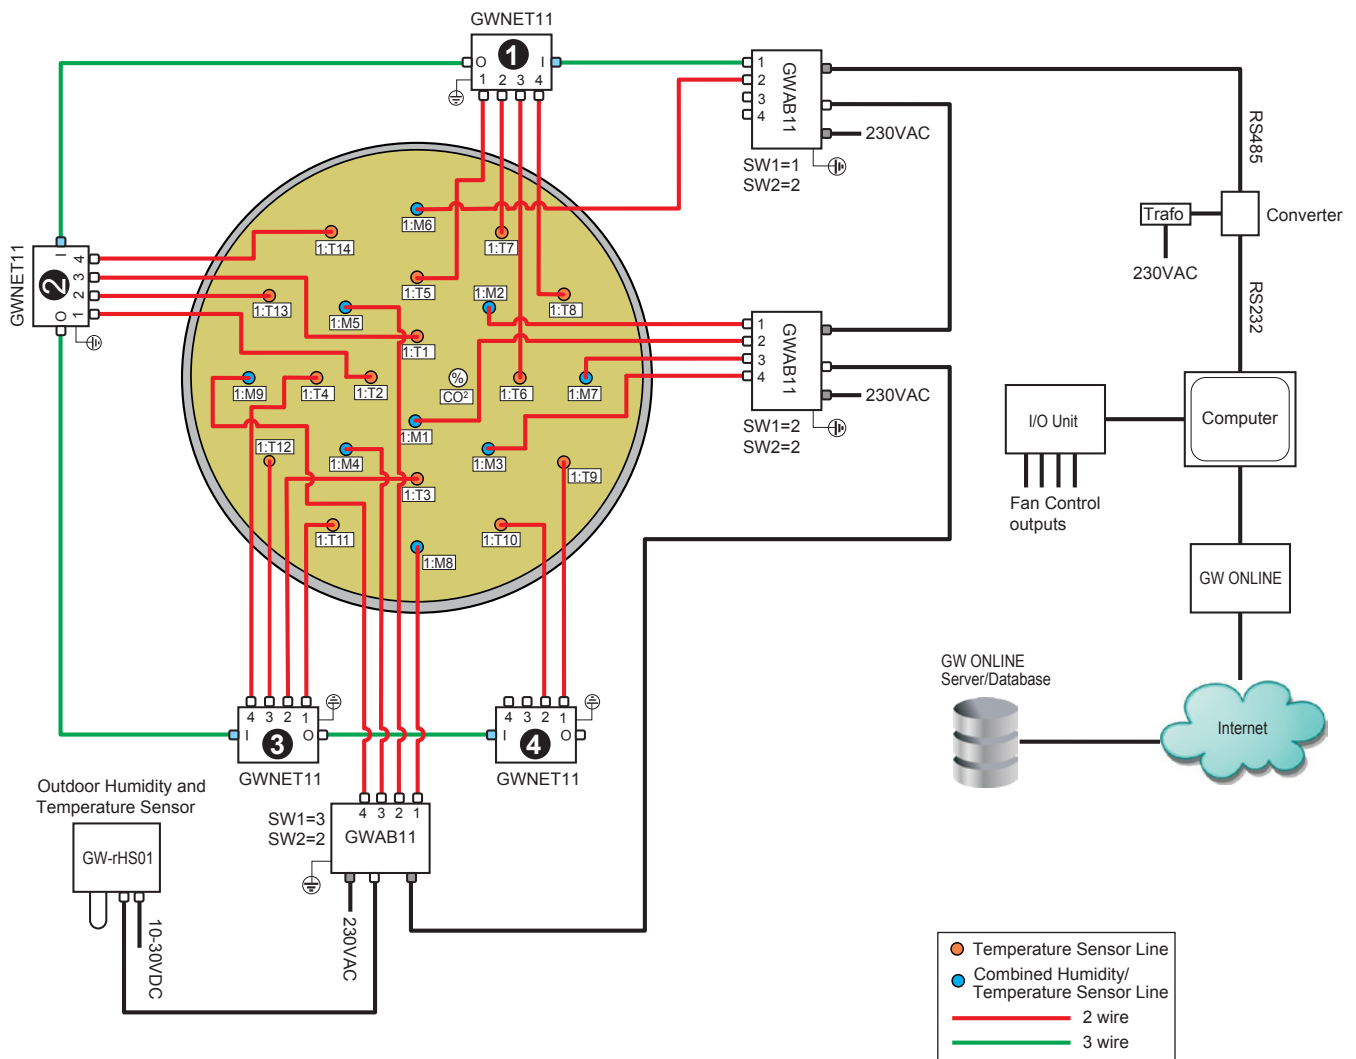 GWNET11
O 1 I
1 2 3 4
1
2
3
4
GWAB11
230VAC
SW1=1
SW2=2
RS485
Trafo
Converter
230VAC
RS232
GWNET11
I
2
O
4
3
2
1
1:M6
1:T14
1:T7
1:T5
1:M2
1:T8
1:T13
1:M5
1:T1
1:M9
1:T4
1:T2
%
CO²
1:T6
1:M7
1:M1
1:T12
1:M4
1:M3
1:T9
1:T3
1:T11
1:T10
1:M8
1
2
3
4
GWAB11
230VAC
SW1=2
SW2=2
I/O Unit
Computer
Fan Control
outputs
GW ONLINE
GW ONLINE
Server/Database
Internet
4 3 2 1
I 3 O
GWNET11
4 3 2 1
I 4 O
GWNET11
Outdoor Humidity and
Temperature Sensor
GW-rHS01
10-30VDC
SW1=3
SW2=2
4 3 2 1
GWAB11
230VAC
Temperature Sensor Line
Combined Humidity/
Temperature Sensor Line
2 wire
3 wire